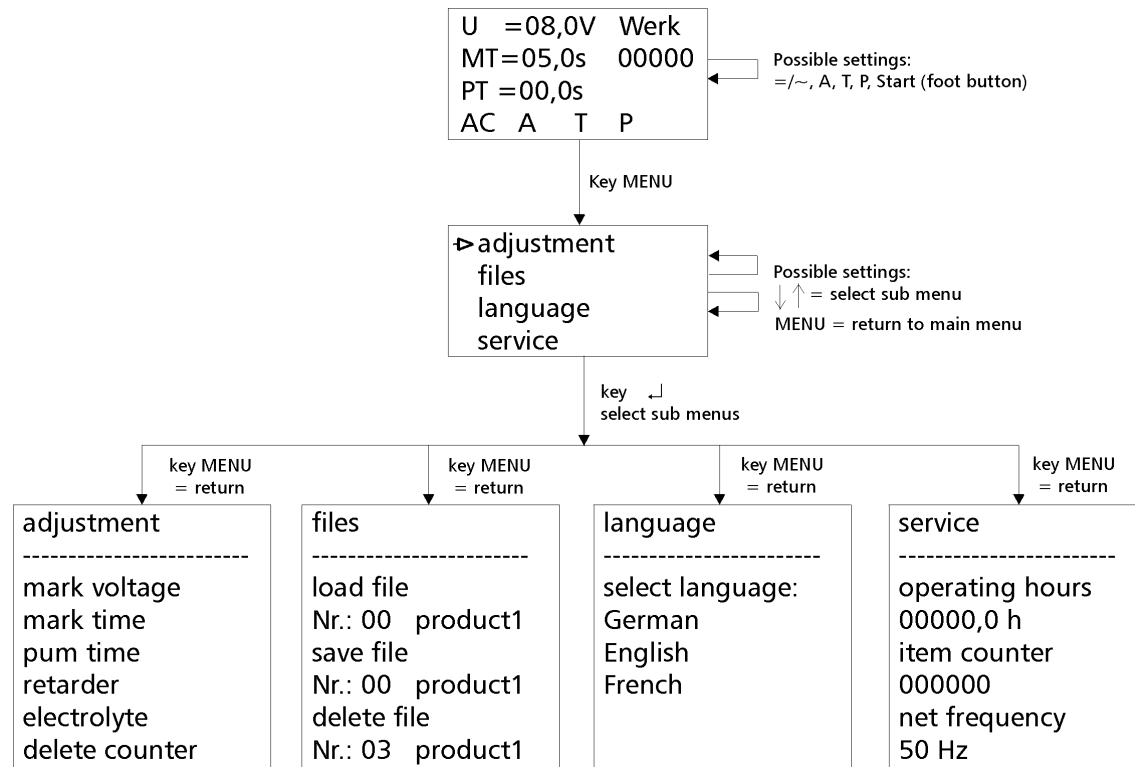 U =08,0V Werk
MT=05,0s 00000
PT =00,0s
AC A T P
Possible settings:
=/~, A, T, P, Start (foot button)
Key MENU
adjustment
files
language
service
Possible settings:
↓↑ = select sub menu
MENU = return to main menu
key ↵
select sub menus
key MENU
= return
key MENU
= return
key MENU
= return
key MENU
= return
adjustment
-------------------------
mark voltage
mark time
pum time
retarder
electrolyte
delete counter
files
------------------------
load file
Nr.: 00 product1
save file
Nr.: 00 product1
delete file
Nr.: 03 product1
language
------------------------
select language:
German
English
French
service
------------------------
operating hours
00000,0 h
item counter
000000
net frequency
50 Hz